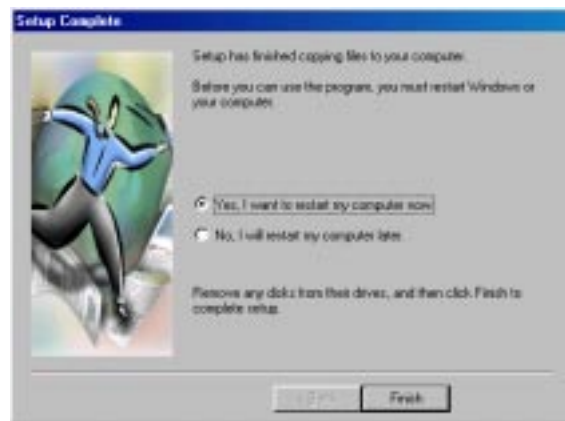 Setup Complete
Setup has finished copying files to your computer.
Before you can use the program, you must restart Windows or
your computer.
Yes, I want to restart my computer now.
No, I will restart my computer later.
Remove any disks from their drives, and then click Finish to
complete setup.
Finish